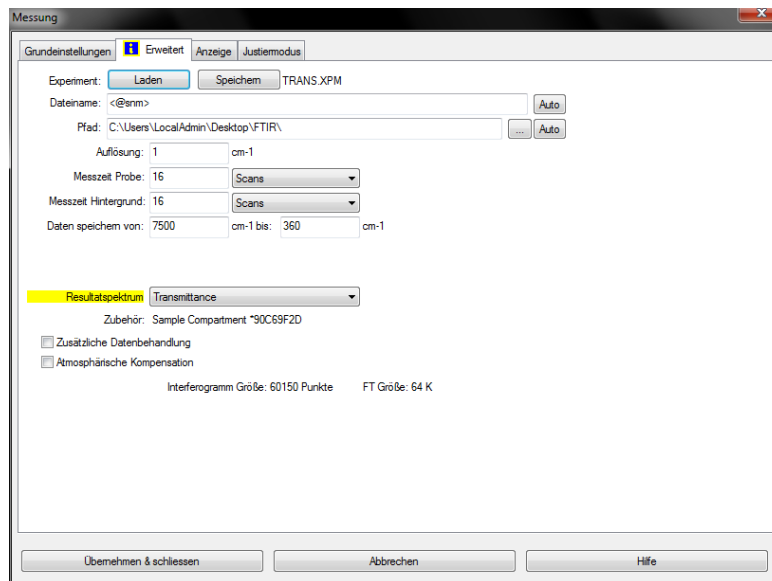 Messung
Grundeinstellungen Erweitert Anzeige Justiermodus
Experiment: Laden Speichern TRANS.XPM
Dateiname: <@snm> Auto
Pfad: C:\Users\LocalAdmin\Desktop\FTIR\ ... Auto
Auflösung: 1 cm-1
Messzeit Probe: 16 Scans
Messzeit Hintergrund: 16 Scans
Daten speichern von: 7500 cm-1 bis: 360 cm-1
Resultatspektrum Transmittance
Zubehör: Sample Compartment *90C69F2D
Zusätzliche Datenbehandlung
Atmosphärische Kompensation
Interferogramm Größe: 60150 Punkte FT Größe: 64 K
Übernehmen & schliessen Abbrechen Hilfe